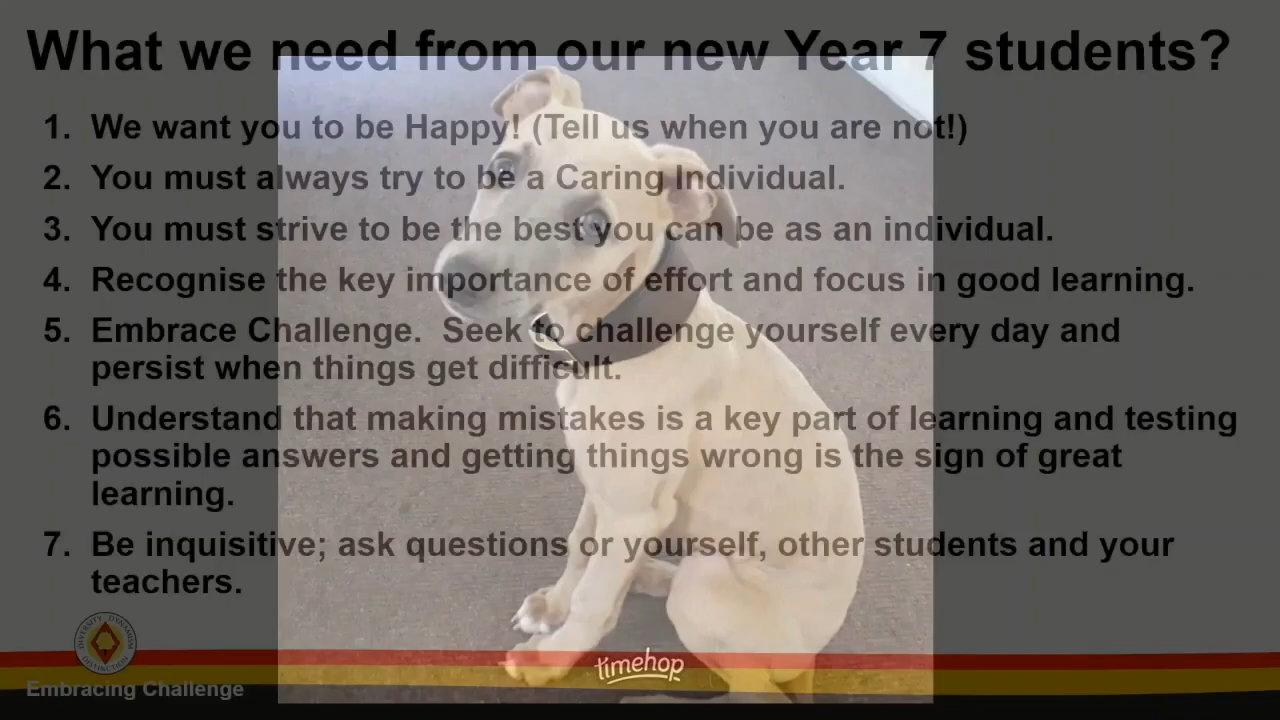 What we need from our new Year 7 students?
1. We want you to be Happy! (Tell us when you are not!)
2. You must always try to be a Caring Individual.
3. You must strive to be the best you can be as an individual.
4. Recognise the key importance of effort and focus in good learning.
5. Embrace Challenge. Seek to challenge yourself every day and
persist when things get difficult.
6. Understand that making mistakes is a key part of learning and testing
possible answers and getting things wrong is the sign of great
learning.
7. Be inquisitive; ask questions or yourself, other students and your
teachers.
DIVERSITY DYNAMISM
DISTINCTION
timehop
Embracing Challenge